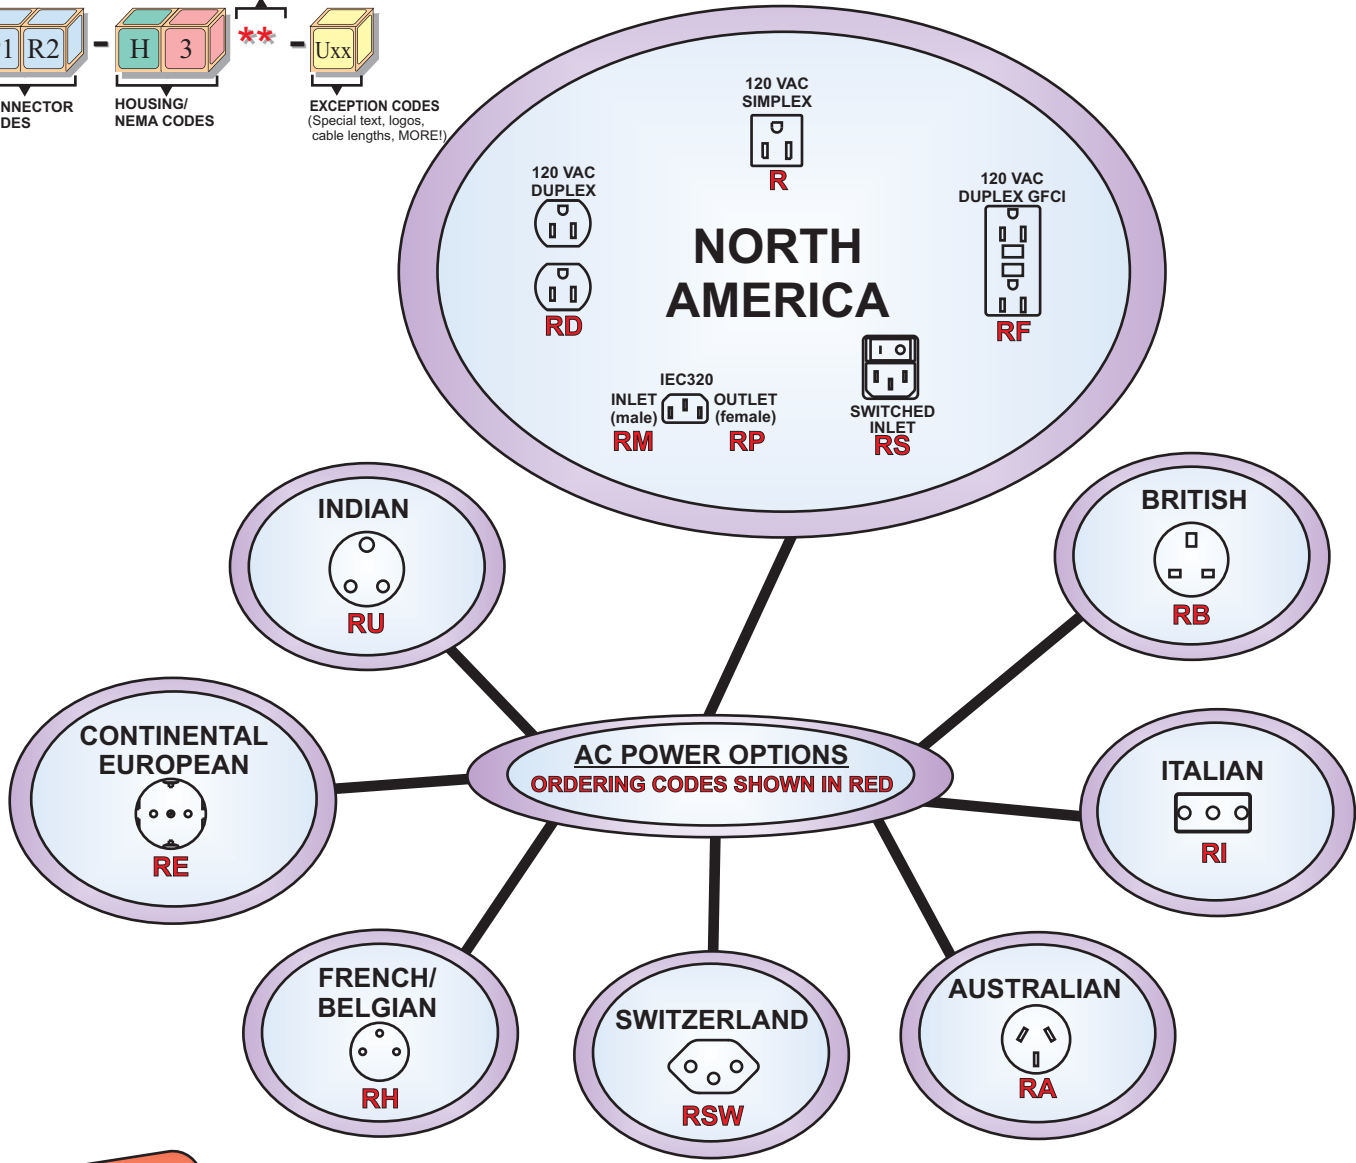 R2 - H 3 ** - Uxx
HOUSING/
NEMA CODES
EXCEPTION CODES
(Special text, logos,
cable lengths, MORE!)
120 VAC
SIMPLEX
R
120 VAC
DUPLEX
RD
120 VAC
DUPLEX GFCI
RF
NORTH
AMERICA
IEC320
INLET
(male)
RM
OUTLET
(female)
RP
SWITCHED
INLET
RS
INDIAN
RU
BRITISH
RB
CONTINENTAL
EUROPEAN
RE
AC POWER OPTIONS
ORDERING CODES SHOWN IN RED
ITALIAN
RI
FRENCH/
BELGIAN
RH
SWITZERLAND
RSW
AUSTRALIAN
RA